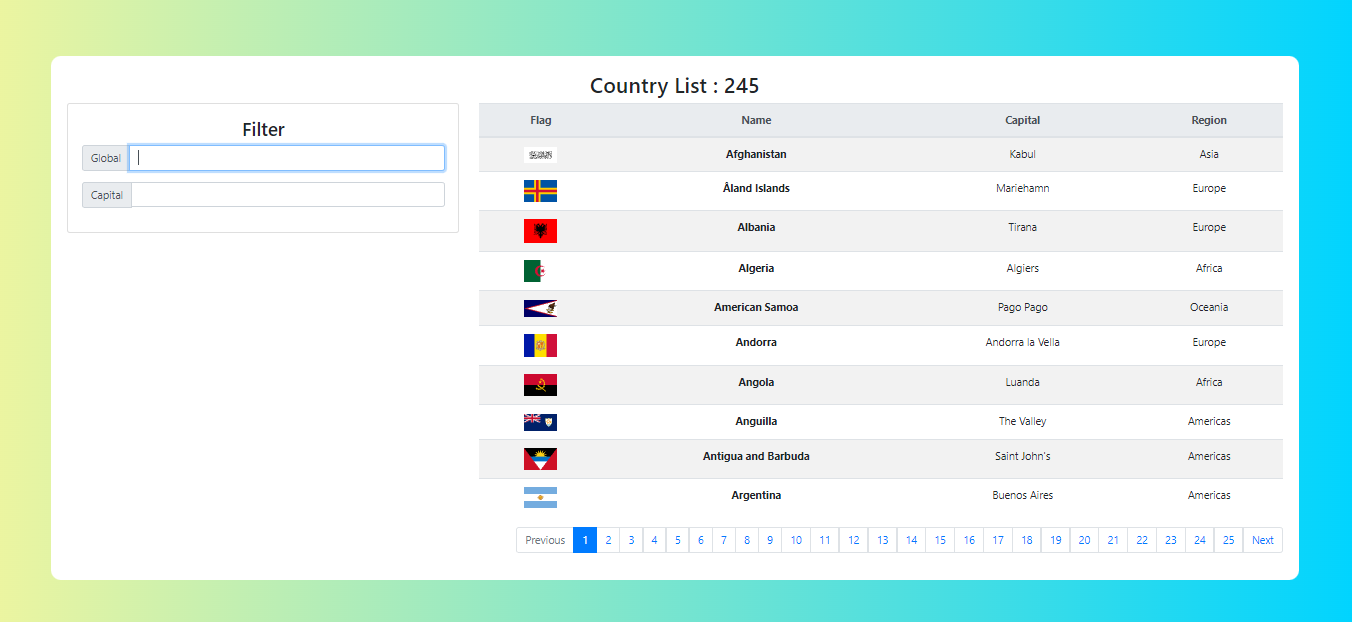 Country List : 245
Filter
Global
Capital
Flag Name Capital Region
Afghanistan Kabul Asia
Åland Islands Mariehamn Europe
Albania Tirana Europe
Algeria Algiers Africa
American Samoa Pago Pago Oceania
Andorra Andorra la Vella Europe
Angola Luanda Africa
Anguilla The Valley Americas
Antigua and Barbuda Saint John's Americas
Argentina Buenos Aires Americas
Previous 1 2 3 4 5 6 7 8 9 10 11 12 13 14 15 16 17 18 19 20 21 22 23 24 25 Next